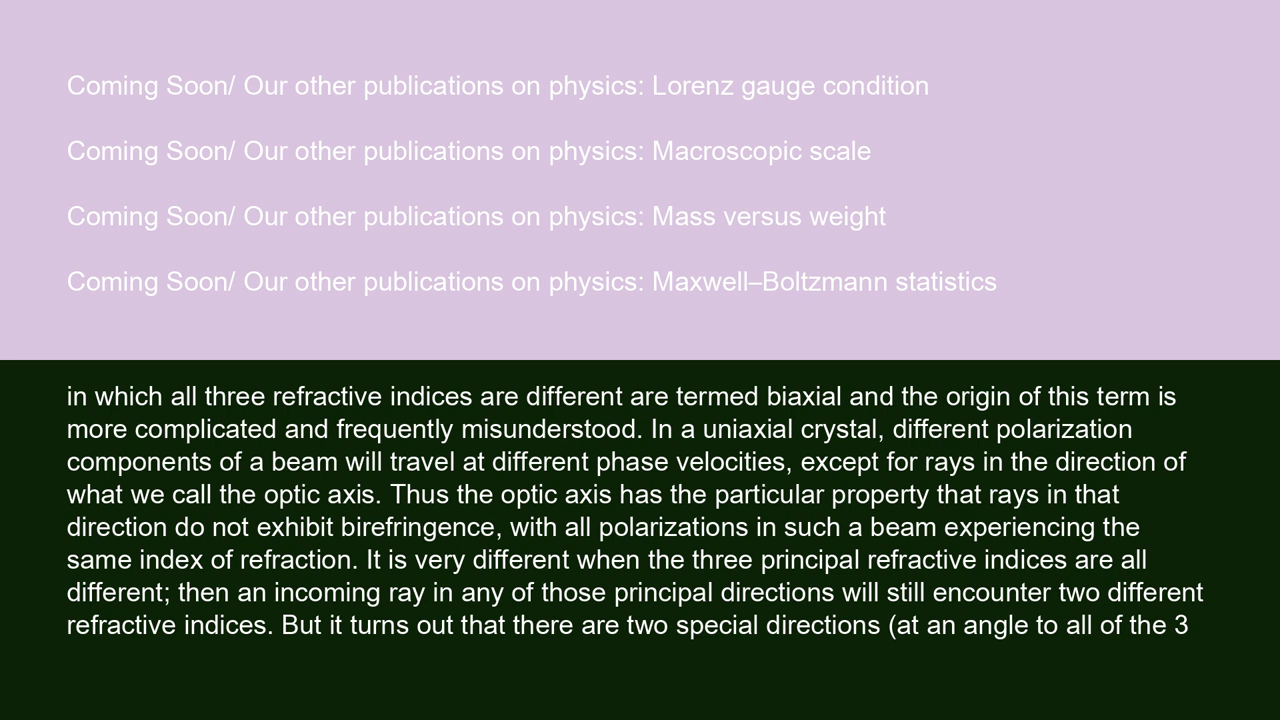 Coming Soon/ Our other publications on physics: Lorenz gauge condition
Coming Soon/ Our other publications on physics: Macroscopic scale
Coming Soon/ Our other publications on physics: Mass versus weight
Coming Soon/ Our other publications on physics: Maxwell–Boltzmann statistics
in which all three refractive indices are different are termed biaxial and the origin of this term is
more complicated and frequently misunderstood. In a uniaxial crystal, different polarization
components of a beam will travel at different phase velocities, except for rays in the direction of
what we call the optic axis. Thus the optic axis has the particular property that rays in that
direction do not exhibit birefringence, with all polarizations in such a beam experiencing the
same index of refraction. It is very different when the three principal refractive indices are all
different; then an incoming ray in any of those principal directions will still encounter two different
refractive indices. But it turns out that there are two special directions (at an angle to all of the 3